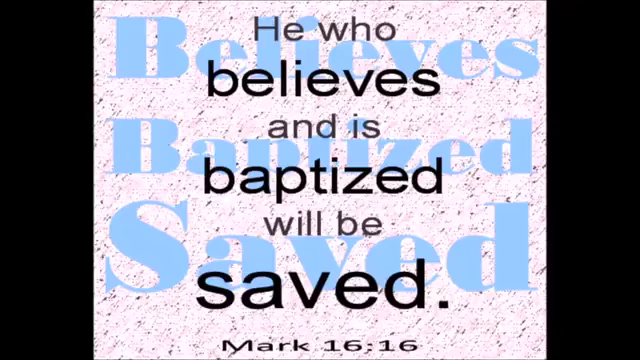 He who
Believes
believes
and is
Baptized
baptized
will be
Saved
saved.
Mark 16:16